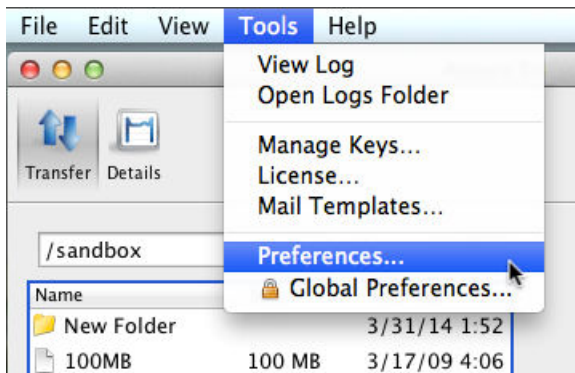 File Edit View Tools Help
View Log
Open Logs Folder
Manage Keys...
License...
Mail Templates...
Preferences...
Global Preferences...
Transfer Details
/sandbox
Name
New Folder 3/31/14 1:52
100MB 100 MB 3/17/09 4:06